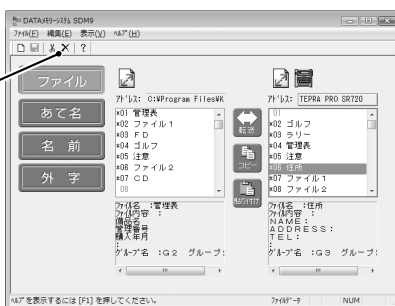 DATAメモリーシステム SDM9
ファイル(F) 編集(E) 表示(V) ヘルプ(H)
ファイル
あて名
名 前
外 字
アドレス: C:¥Program Files¥K
*01 管理表
*02 ファイル1
*03 FD
*04 ゴルフ
*05 注意
*06 ファイル2
*07 CD
08
ファイル名 :管理表
ファイル内容 :
備品名
管理番号
購入年月
:
グループ名 :G2 グループ:
転送
コピー
貼り付け
アドレス: TEPRA PRO SR720
01
*02 ゴルフ
*03 ラリー
*04 管理表
*05 注意
*06 住所
*07 ファイル1
*08 ファイル2
ファイル名 :住所
ファイル内容 :
NAME:
ADDRESS:
TEL:
:
グループ名 :G3 グループ:
ヘルプを表示するには [F1] を押してください。 ファイルデータ NUM